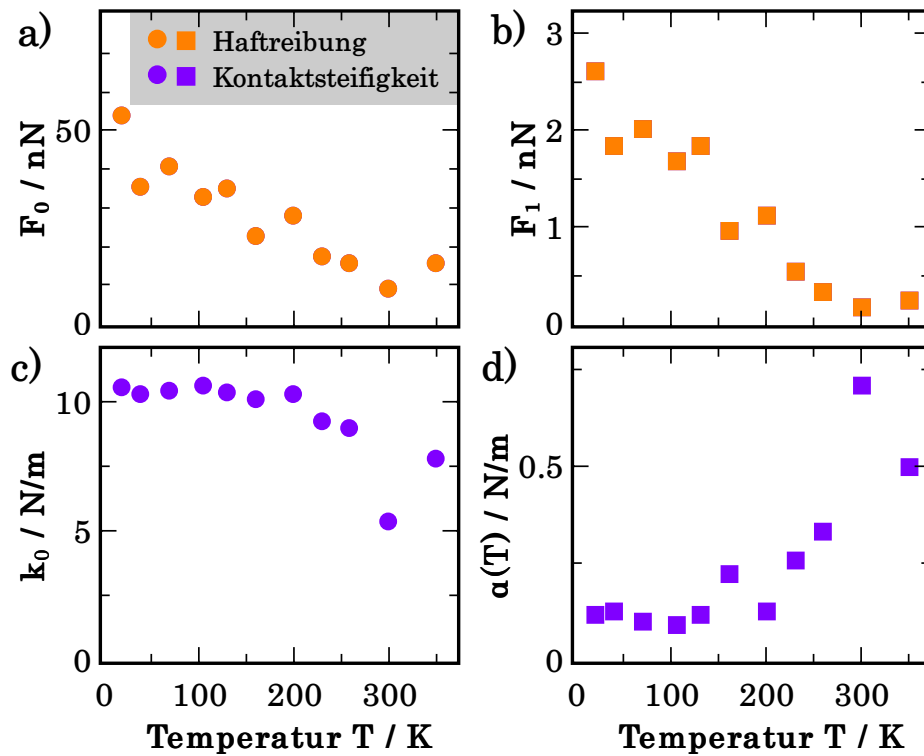 a)
Haftreibung
Kontaktsteifigkeit
F₀ / nN
50
0
b)
F₁ / nN
3
2
1
0
c)
k₀ / N/m
10
5
0
0 100 200 300
Temperatur T / K
d)
α(T) / N/m
0.5
0
0 100 200 300
Temperatur T / K